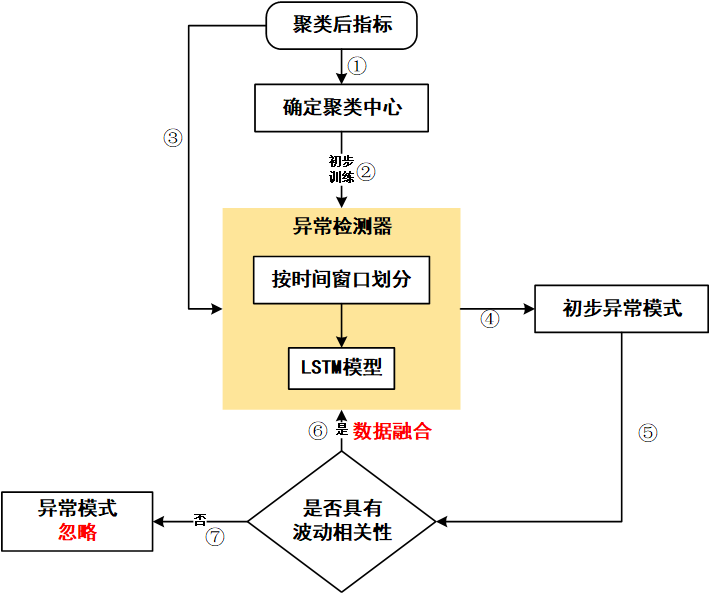 聚类后指标
①
确定聚类中心
③
初步
训练
②
异常检测器
按时间窗口划分
④
初步异常模式
LSTM模型
⑥
是
数据融合
⑤
是否具有
波动相关性
否
⑦
异常模式
忽略